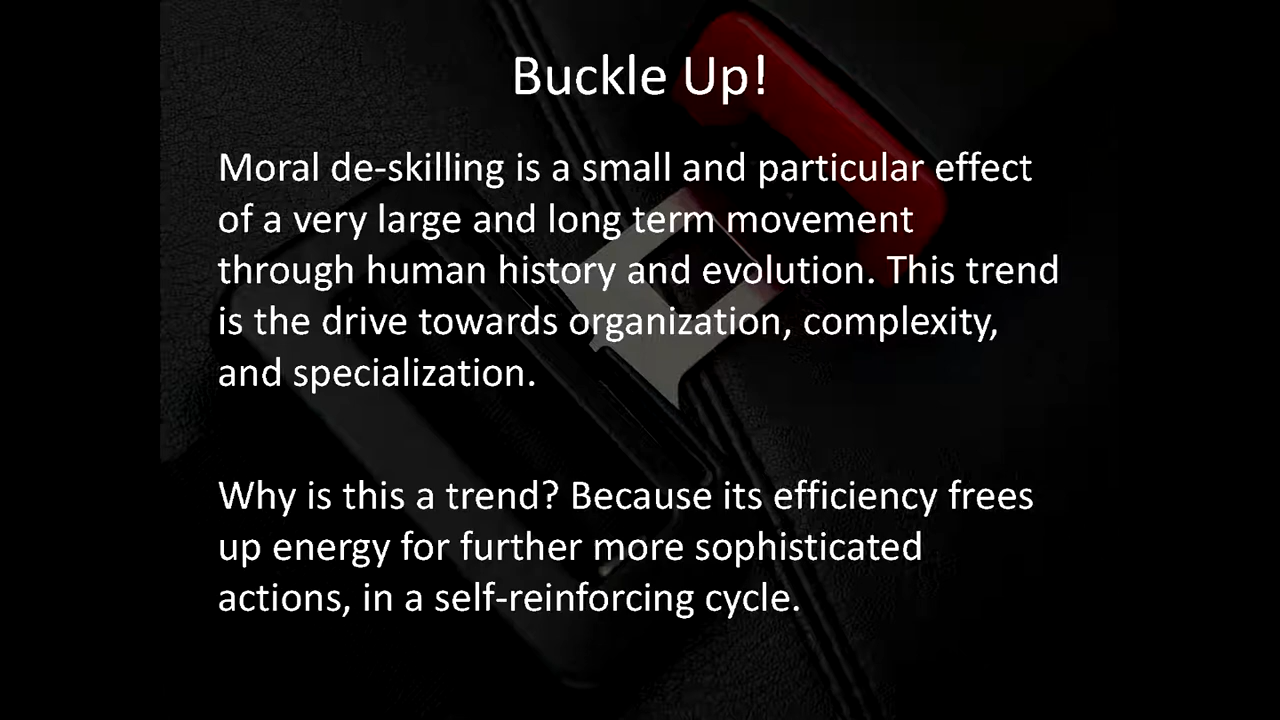 Buckle Up!
Moral de-skilling is a small and particular effect
of a very large and long term movement
through human history and evolution. This trend
is the drive towards organization, complexity,
and specialization.
Why is this a trend? Because its efficiency frees
up energy for further more sophisticated
actions, in a self-reinforcing cycle.